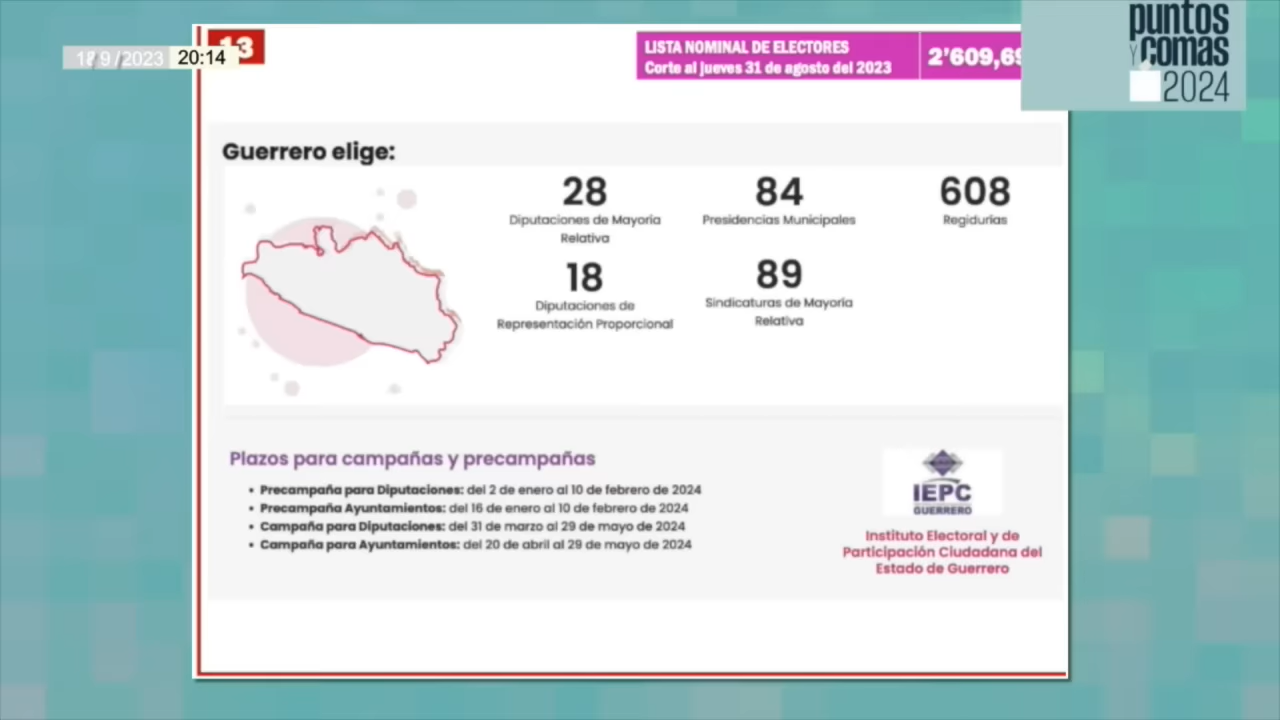 20:14
13
LISTA NOMINAL DE ELECTORES
Corte al jueves 31 de agosto del 2023
puntos
Y comas
2024
Guerrero elige:
28
Diputaciones de Mayoría
Relativa
84
Presidencias Municipales
608
Regidurías
18
Diputaciones de
Representación Proporcional
89
Sindicaturas de Mayoría
Relativa
Plazos para campañas y precampañas
• Precampaña para Diputaciones: del 2 de enero al 10 de febrero de 2024
• Precampaña Ayuntamientos: del 16 de enero al 10 de febrero de 2024
• Campaña para Diputaciones: del 31 de marzo al 29 de mayo de 2024
• Campaña para Ayuntamientos: del 20 de abril al 29 de mayo de 2024
IEPC
GUERRERO
Instituto Electoral y de
Participación Ciudadana del
Estado de Guerrero